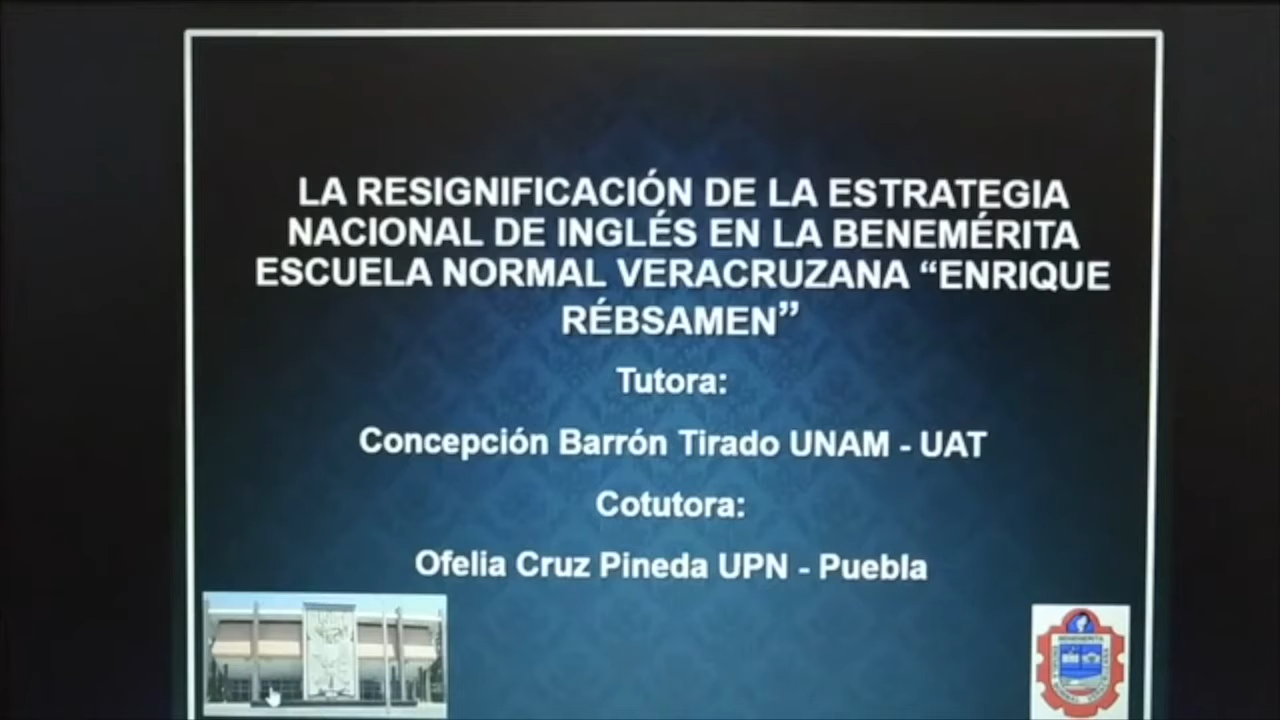 LA RESIGNIFICACIÓN DE LA ESTRATEGIA
NACIONAL DE INGLÉS EN LA BENEMÉRITA
ESCUELA NORMAL VERACRUZANA “ENRIQUE
RÉBSAMEN”
Tutora:
Concepción Barrón Tirado UNAM - UAT
Cotutora:
Ofelia Cruz Pineda UPN - Puebla
BENEMÉRITA